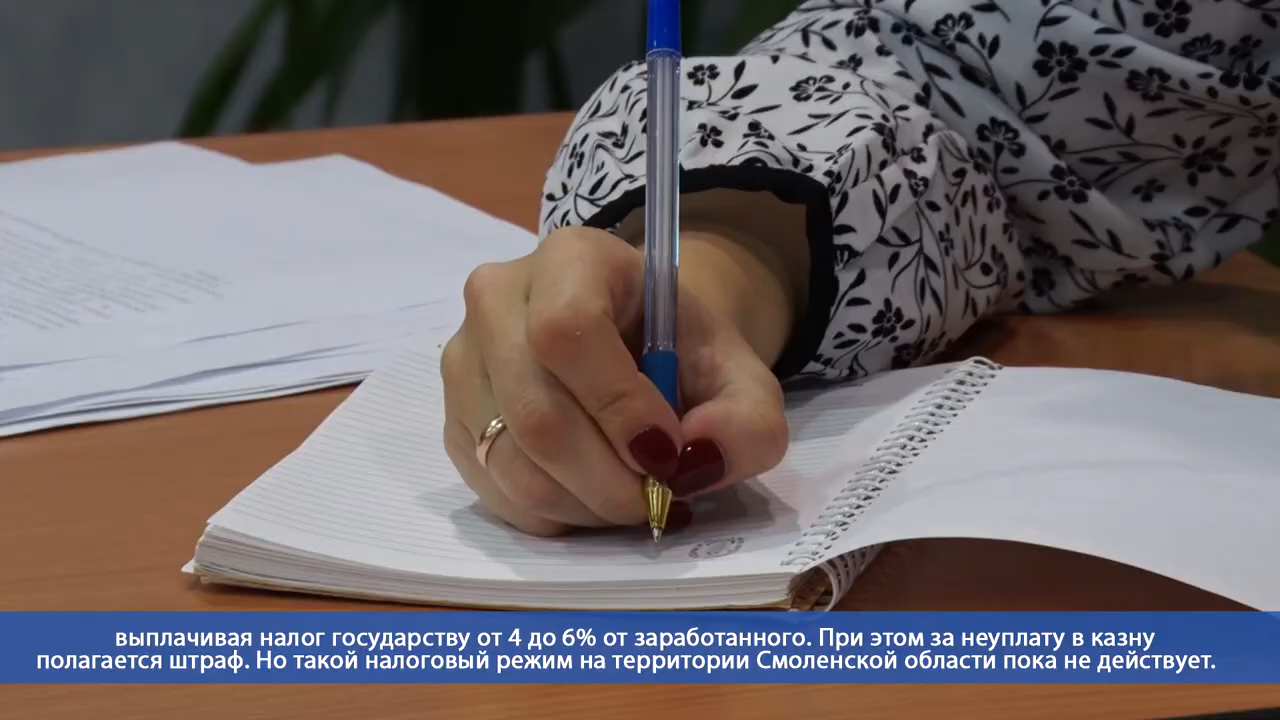 выплачивая налог государству от 4 до 6% от заработанного. При этом за неуплату в казну
полагается штраф. Но такой налоговый режим на территории Смоленской области пока не действует.